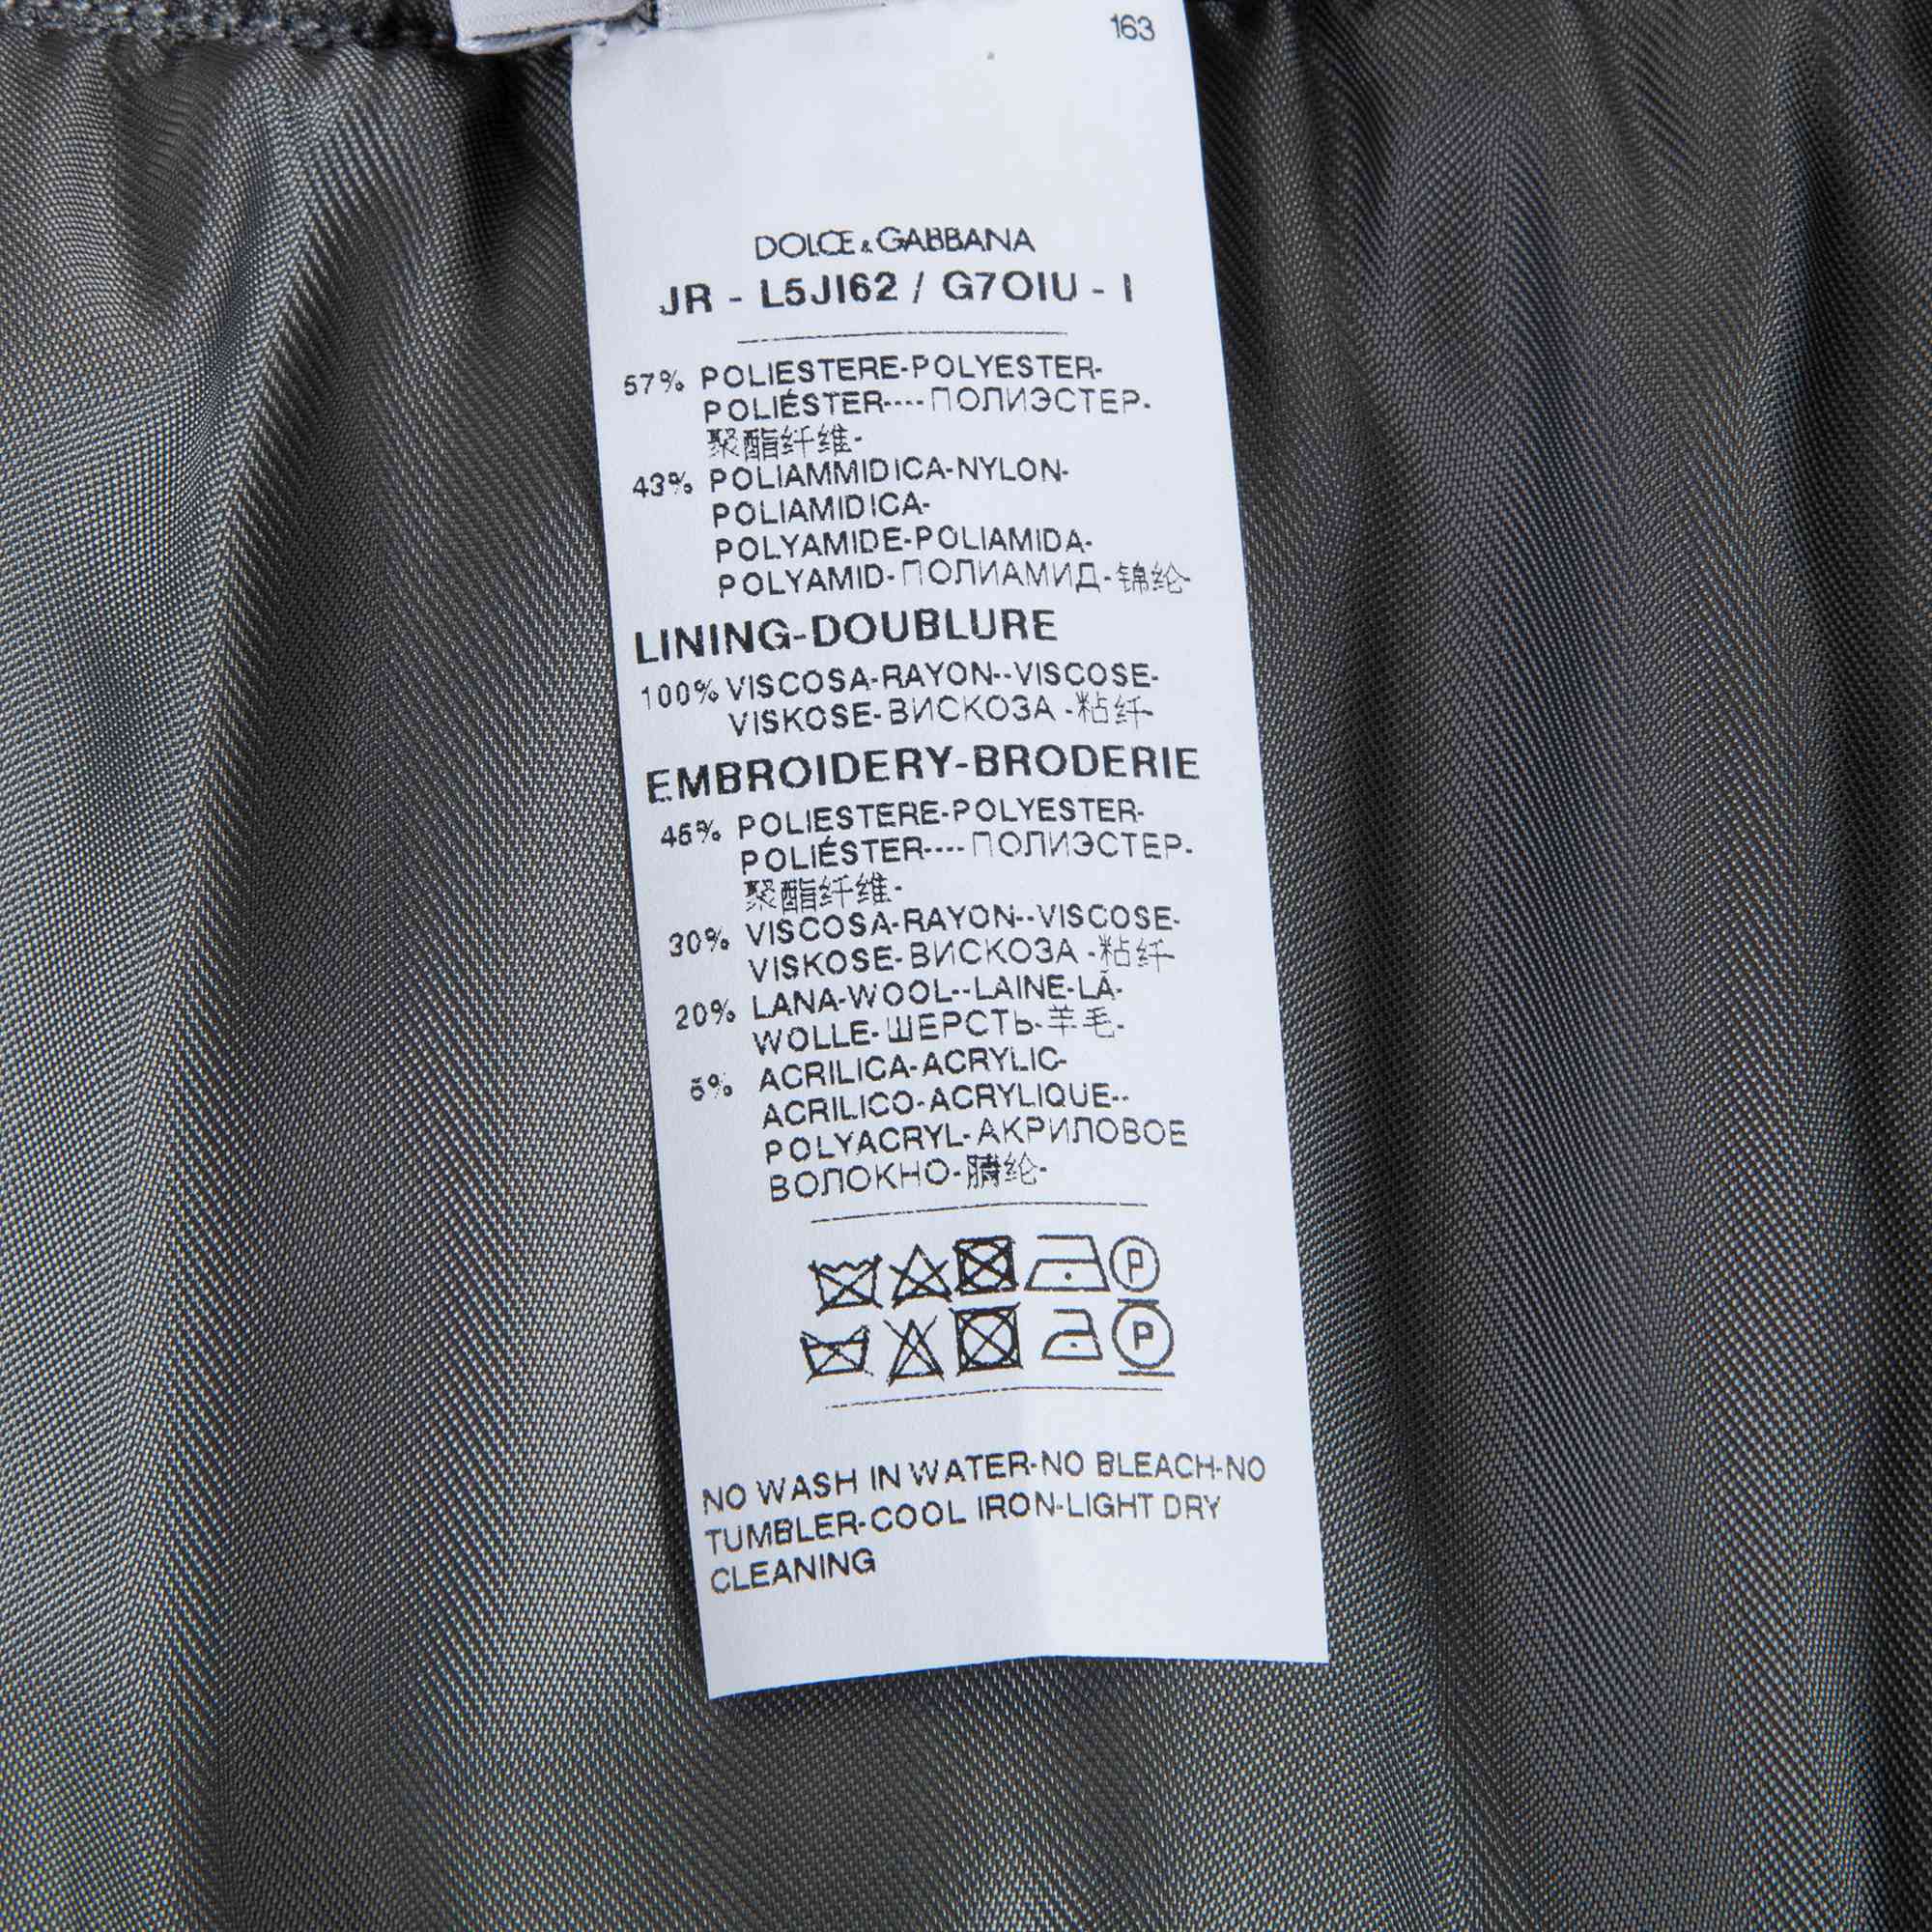 163
DOLCE & GABBANA
JR - L5JI62 / G7OIU - I
57% POLIESTERE-POLYESTER-
POLIÉSTER----ПОЛИЭСТЕР-
聚酯纤维-
43% POLIAMMIDICA-NYLON-
POLIAMIDICA-
POLYAMIDE-POLIAMIDA-
POLYAMID-ПОЛИАМИД-锦纶-
LINING-DOUBLURE
100% VISCOSA-RAYON--VISCOSE-
VISKOSE-ВИСКОЗА -粘纤-
EMBROIDERY-BRODERIE
45% POLIESTERE-POLYESTER-
POLIÉSTER----ПОЛИЭСТЕР-
聚酯纤维-
30% VISCOSA-RAYON--VISCOSE-
VISKOSE-ВИСКОЗА -粘纤-
20% LANA-WOOL--LAINE-LÃ-
WOLLE-ШЕРСТЬ-羊毛-
5% ACRILICA-ACRYLIC-
ACRILICO-ACRYLIQUE--
POLYACRYL-АКРИЛОВОЕ
ВОЛОКНО-腈纶-
P
P
NO WASH IN WATER-NO BLEACH-NO
TUMBLER-COOL IRON-LIGHT DRY
CLEANING